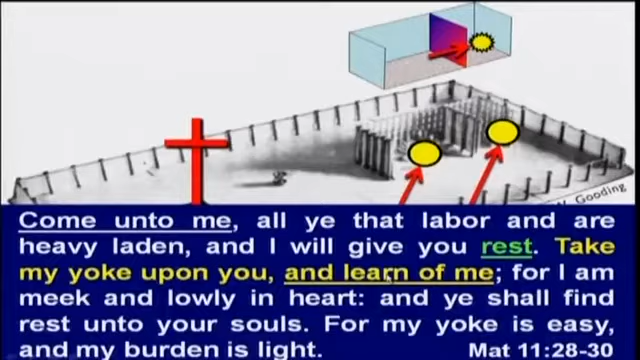 W. Gooding
Come unto me, all ye that labor and are
heavy laden, and I will give you rest. Take
my yoke upon you, and learn of me; for I am
meek and lowly in heart: and ye shall find
rest unto your souls. For my yoke is easy,
and my burden is light. Mat 11:28-30